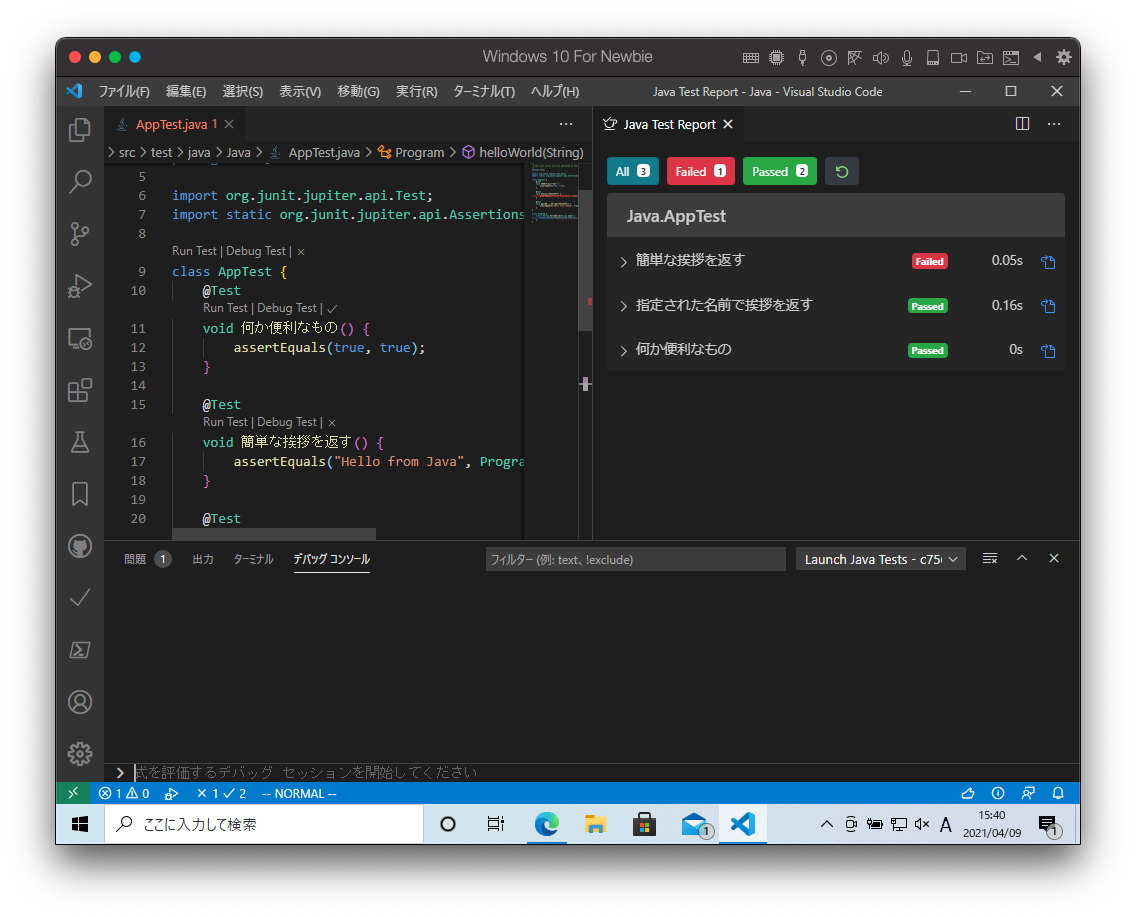 Windows 10 For Newbie
ファイル(F) 編集(E) 選択(S) 表示(V) 移動(G) 実行(R) ターミナル(T) ヘルプ(H) Java Test Report - Java - Visual Studio Code
AppTest.java 1
src > test > java > Java > AppTest.java > Program > helloWorld(String)
5
6 import org.junit.jupiter.api.Test;
7 import static org.junit.jupiter.api.Assertions
8
Run Test | Debug Test |
9 class AppTest {
10 @Test
Run Test | Debug Test |
11 void 何か便利なもの() {
12 assertEquals(true, true);
13 }
14
15 @Test
Run Test | Debug Test |
16 void 簡単な挨拶を返す() {
17 assertEquals("Hello from Java", Progra
18 }
19
20 @Test
Java Test Report
All 3 Failed 1 Passed 2
Java.AppTest
簡単な挨拶を返す Failed 0.05s
指定された名前で挨拶を返す Passed 0.16s
何か便利なもの Passed 0s
問題 1 出力 ターミナル デバッグ コンソール フィルター (例: text、!exclude) Launch Java Tests - c75
式を評価するデバッグ セッションを開始してください
1 0 1 2 -- NORMAL --
ここに入力して検索 1 A 15:40
2021/04/09 1